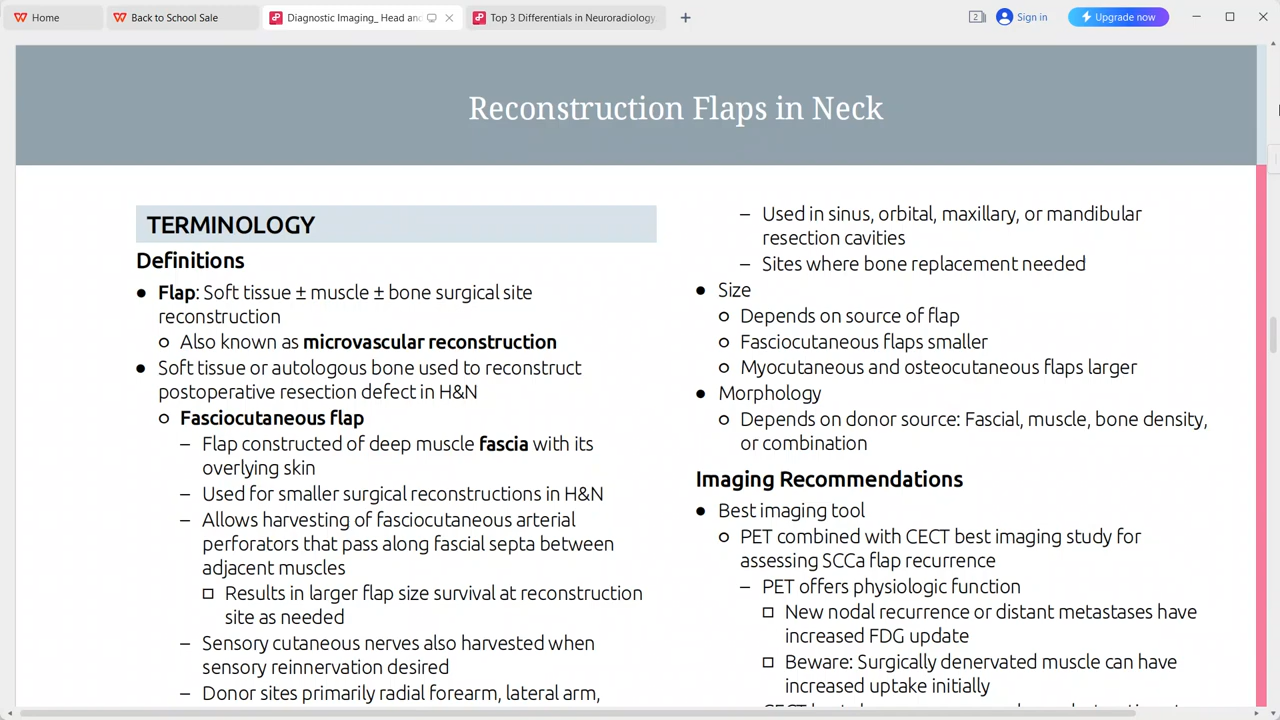 Home
Back to School Sale
Diagnostic Imaging_ Head an
Top 3 Differentials in Neuroradiology
2
Sign in
Upgrade now
Reconstruction Flaps in Neck
TERMINOLOGY
Definitions
● Flap: Soft tissue ± muscle ± bone surgical site
reconstruction
○ Also known as microvascular reconstruction
● Soft tissue or autologous bone used to reconstruct
postoperative resection defect in H&N
○ Fasciocutaneous flap
– Flap constructed of deep muscle fascia with its
overlying skin
– Used for smaller surgical reconstructions in H&N
– Allows harvesting of fasciocutaneous arterial
perforators that pass along fascial septa between
adjacent muscles
□ Results in larger flap size survival at reconstruction
site as needed
– Sensory cutaneous nerves also harvested when
sensory reinnervation desired
– Donor sites primarily radial forearm, lateral arm,
– Used in sinus, orbital, maxillary, or mandibular
resection cavities
– Sites where bone replacement needed
● Size
○ Depends on source of flap
○ Fasciocutaneous flaps smaller
○ Myocutaneous and osteocutaneous flaps larger
● Morphology
○ Depends on donor source: Fascial, muscle, bone density,
or combination
Imaging Recommendations
● Best imaging tool
○ PET combined with CECT best imaging study for
assessing SCCa flap recurrence
– PET offers physiologic function
□ New nodal recurrence or distant metastases have
increased FDG update
□ Beware: Surgically denervated muscle can have
increased uptake initially